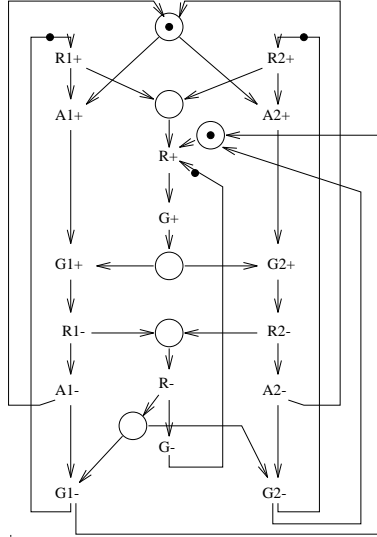 R1+ R2+
A1+ A2+
R+
G+
G1+ G2+
R1- R2-
R-
A1- A2-
G-
G1- G2-